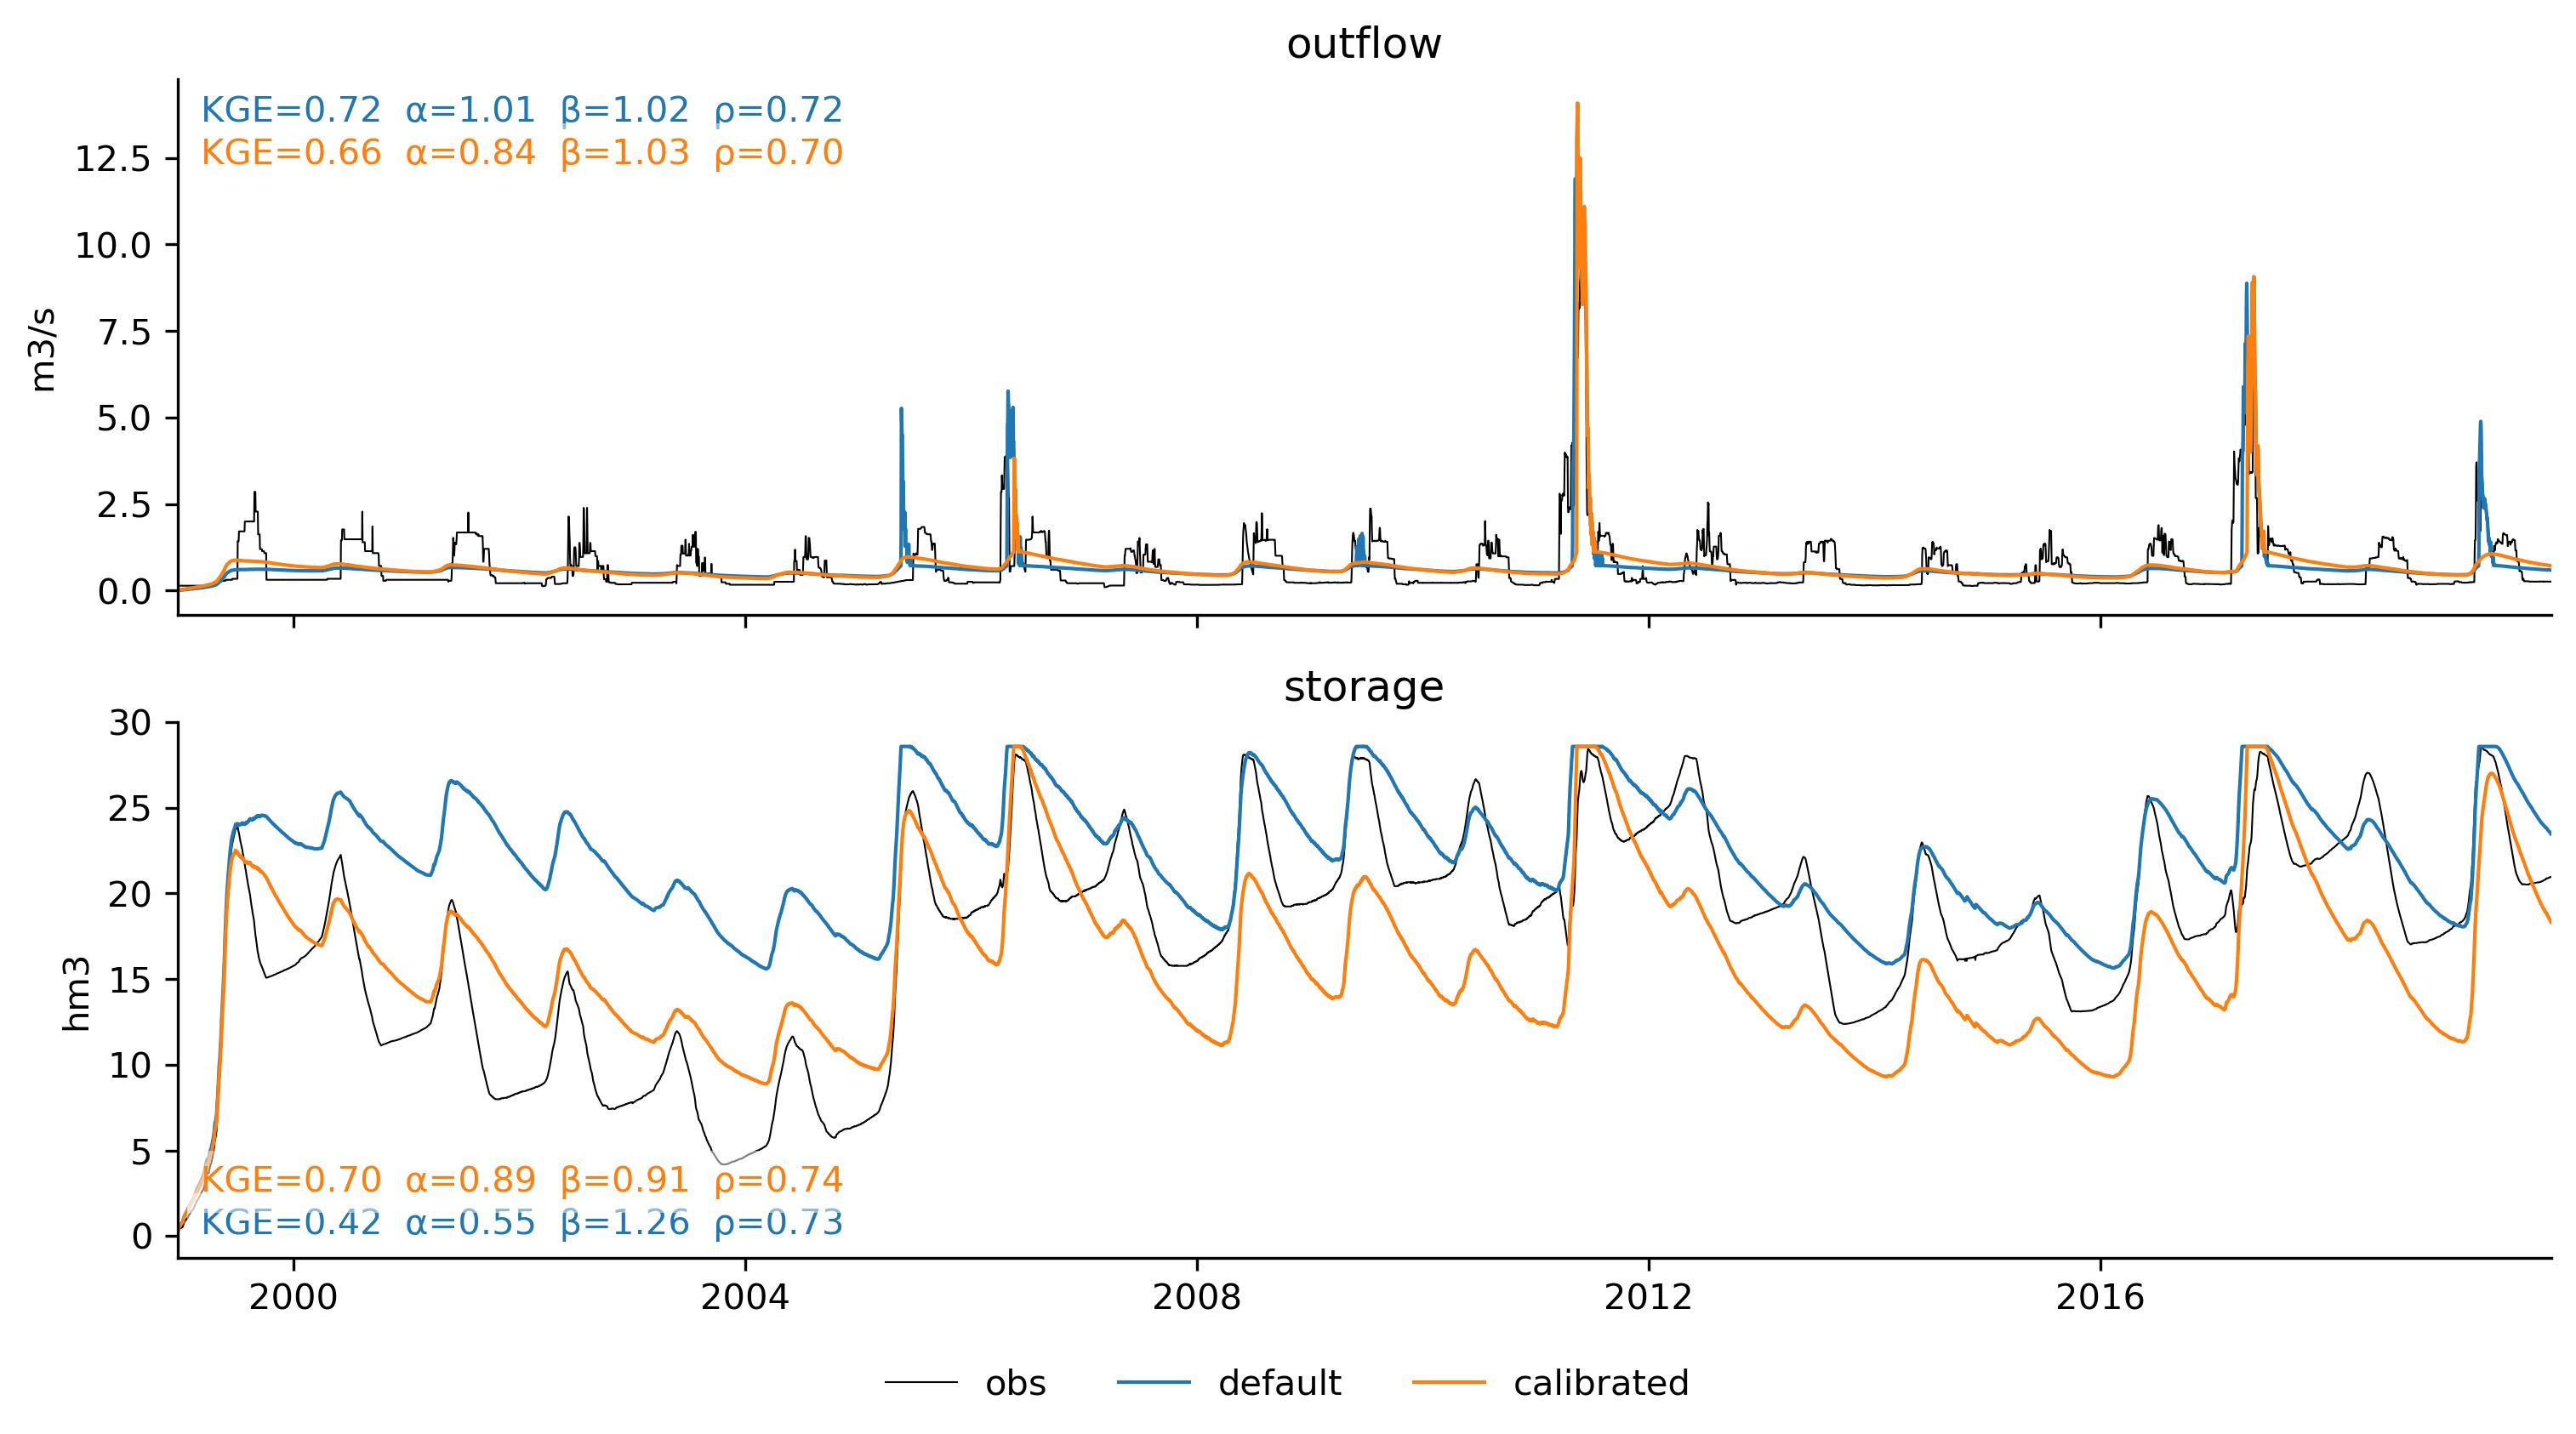 outflow
KGE=0.72 α=1.01 β=1.02 ρ=0.72
KGE=0.66 α=0.84 β=1.03 ρ=0.70
12.5
10.0
7.5
5.0
2.5
0.0
m3/s
storage
30
25
20
15
10
5
0
hm3
KGE=0.70 α=0.89 β=0.91 ρ=0.74
KGE=0.42 α=0.55 β=1.26 ρ=0.73
2000 2004 2008 2012 2016
obs default calibrated